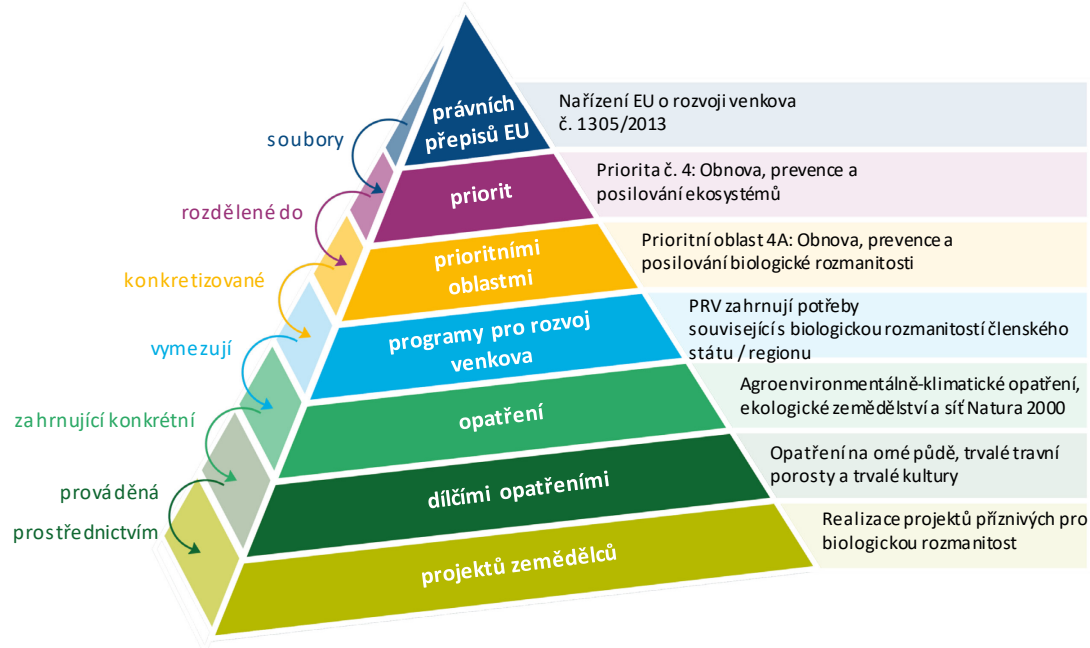 soubory
právních
přepisů EU
Nařízení EU o rozvoji venkova
č. 1305/2013
rozdělené do
priorit
Priorita č. 4: Obnova, prevence a
posilování ekosystémů
konkretizované
prioritními
oblastmi
Prioritní oblast 4A: Obnova, prevence a
posilování biologické rozmanitosti
vymezují
programy pro rozvoj
venkova
PRV zahrnují potřeby
související s biologickou rozmanitostí členského
státu / regionu
zahrnující konkrétní
opatření
Agroenvironmentálně-klimatické opatření,
ekologické zemědělství a síť Natura 2000
prováděná
dílčími opatřeními
Opatření na orné půdě, trvalé travní
porosty a trvalé kultury
prostřednictvím
projektů zemědělců
Realizace projektů příznivých pro
biologickou rozmanitost